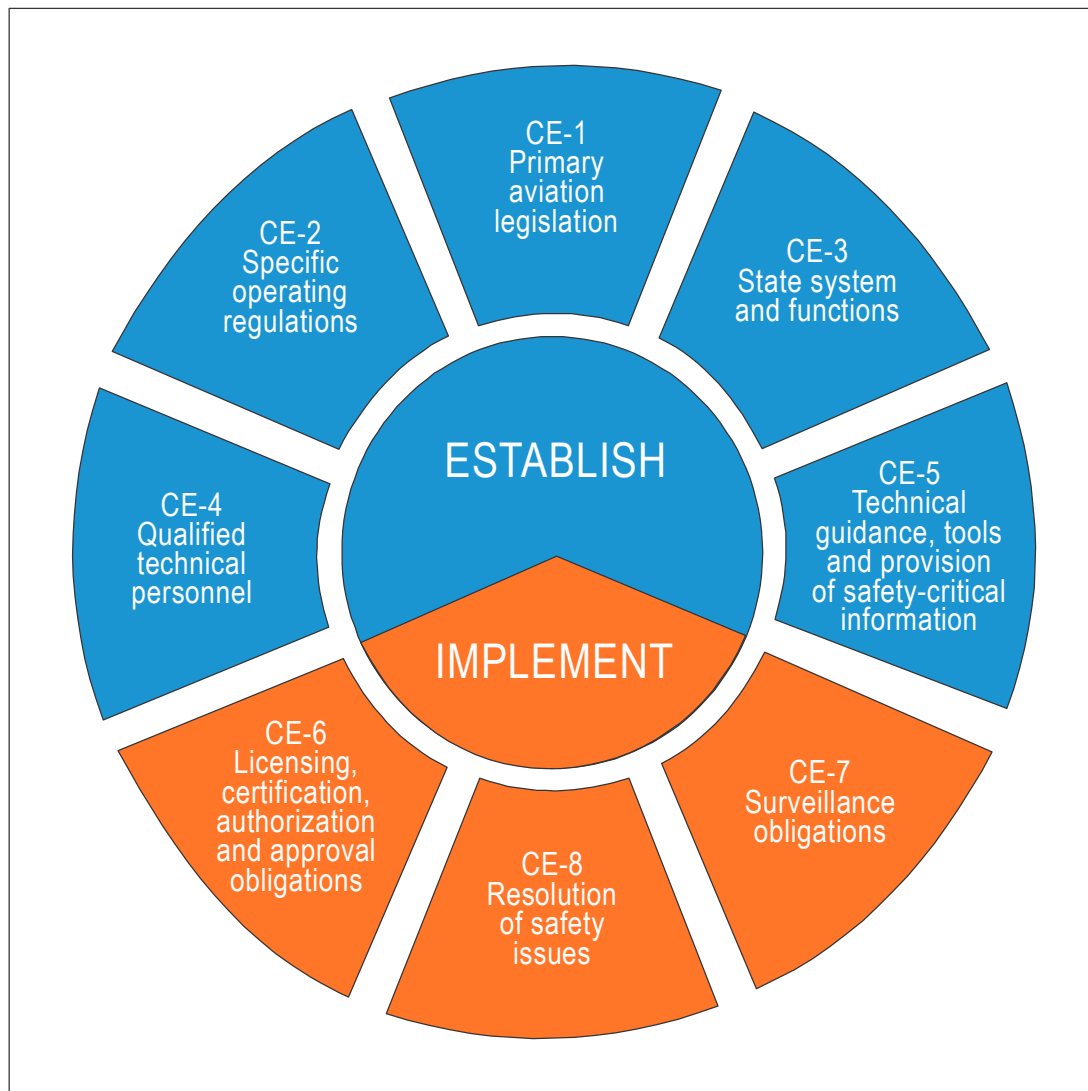 CE-1
Primary
aviation
legislation
CE-2
Specific
operating
regulations
CE-3
State system
and functions
ESTABLISH
CE-4
Qualified
technical
personnel
CE-5
Technical
guidance, tools
and provision
of safety-critical
information
IMPLEMENT
CE-6
Licensing,
certification,
authorization
and approval
obligations
CE-7
Surveillance
obligations
CE-8
Resolution
of safety
issues